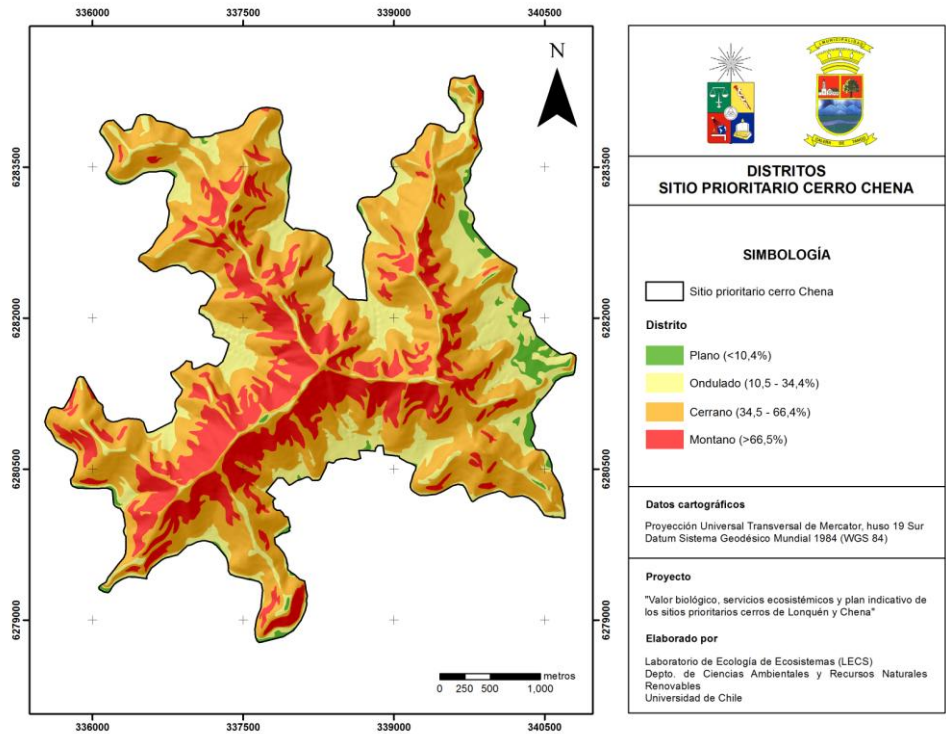 336000 337500 339000 340500
N
6283500 6283500
6282000 6282000
6280500 6280500
6279000 6279000
metros
0 250 500 1,000
336000 337500 339000 340500
MUNICIPALIDAD
CALERA DE TANGO
DISTRITOS
SITIO PRIORITARIO CERRO CHENA
SIMBOLOGÍA
Sitio prioritario cerro Chena
Distrito
Plano (<10,4%)
Ondulado (10,5 - 34,4%)
Cerrano (34,5 - 66,4%)
Montano (>66,5%)
Datos cartográficos
Proyección Universal Transversal de Mercator, huso 19 Sur
Datum Sistema Geodésico Mundial 1984 (WGS 84)
Proyecto
"Valor biológico, servicios ecosistémicos y plan indicativo de
los sitios prioritarios cerros de Lonquén y Chena"
Elaborado por
Laboratorio de Ecología de Ecosistemas (LECS)
Depto. de Ciencias Ambientales y Recursos Naturales
Renovables
Universidad de Chile